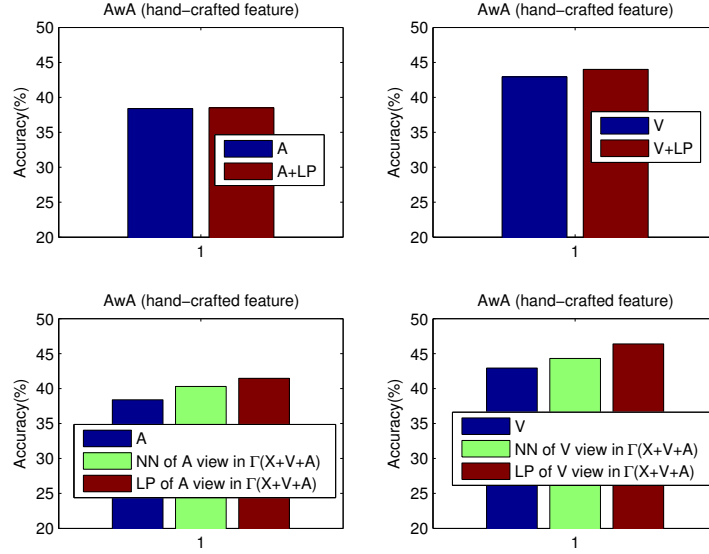 AwA (hand−crafted feature)
50
45
40
35
30
25
20
Accuracy(%)
A
A+LP
1
AwA (hand−crafted feature)
50
45
40
35
30
25
20
Accuracy(%)
V
V+LP
1
AwA (hand−crafted feature)
50
45
40
35
30
25
20
Accuracy(%)
A
NN of A view in Γ(X+V+A)
LP of A view in Γ(X+V+A)
1
AwA (hand−crafted feature)
50
45
40
35
30
25
20
Accuracy(%)
V
NN of V view in Γ(X+V+A)
LP of V view in Γ(X+V+A)
1